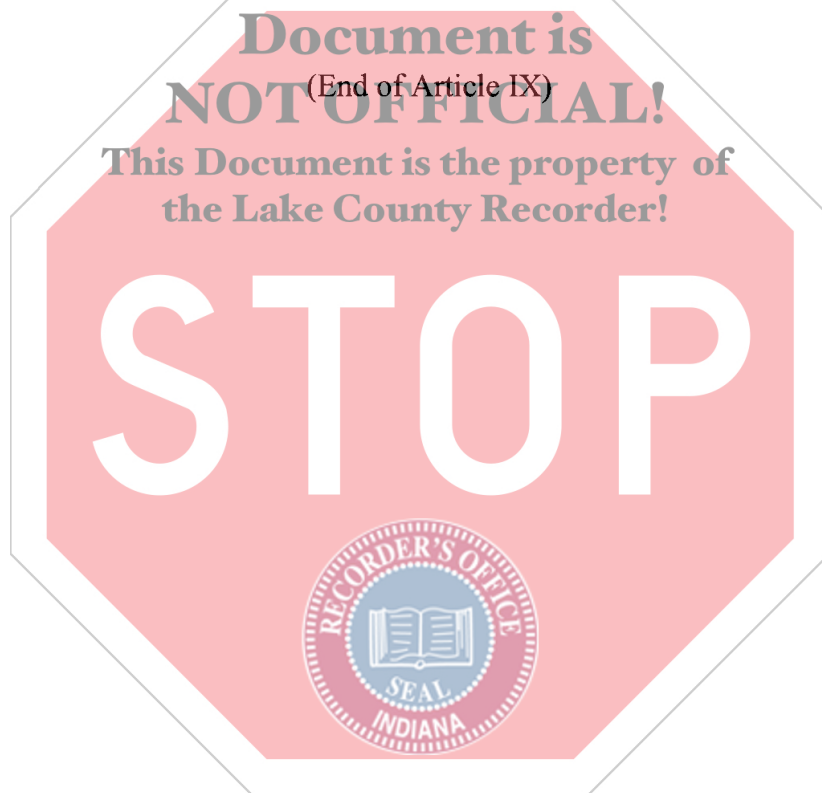 Document is
(End of Article IX)
NOT OFFICIAL!
This Document is the property of
the Lake County Recorder!
STOP
RECORDER'S OFFICE
SEAL
INDIANA